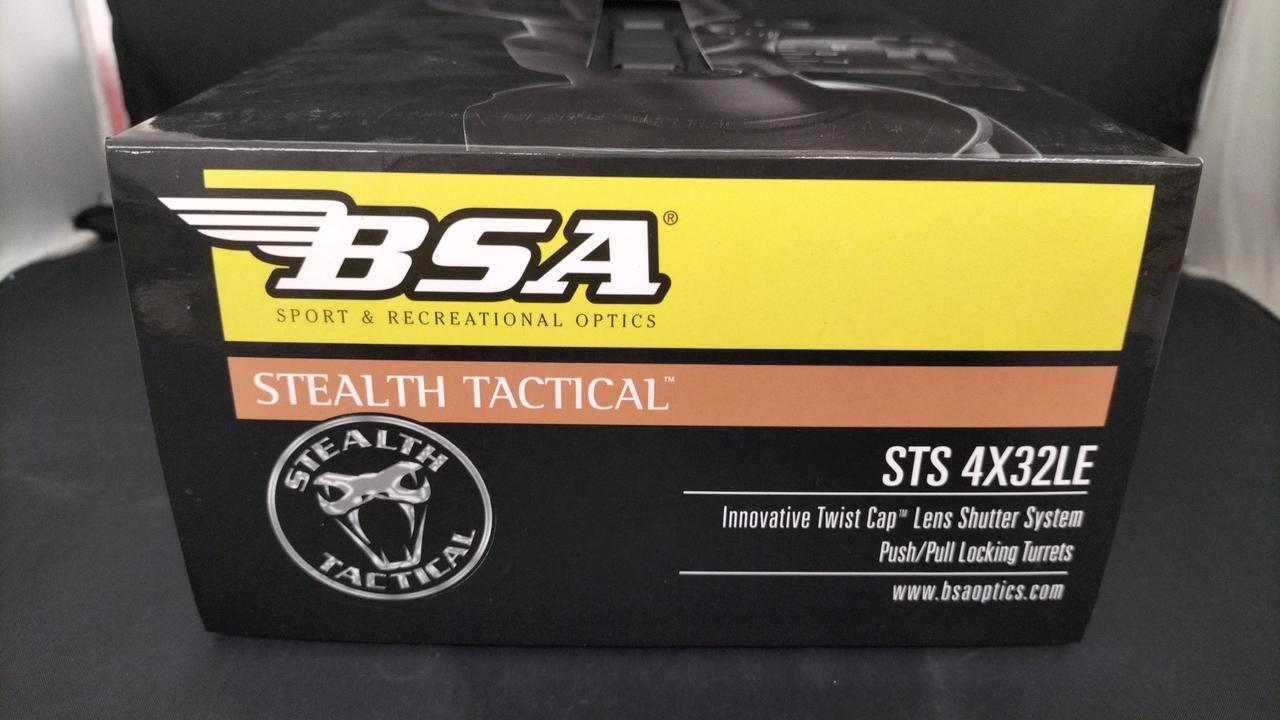 BSA®
SPORT & RECREATIONAL OPTICS
STEALTH TACTICAL™
STEALTH
TACTICAL
STS 4X32LE
Innovative Twist Cap™ Lens Shutter System
Push/Pull Locking Turrets
www.bsaoptics.com